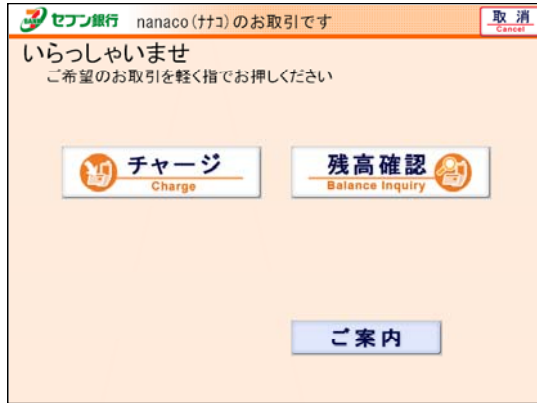 セブン銀行 nanaco(ナナコ)のお取引です 取消
Cancel
いらっしゃいませ
ご希望のお取引を軽く指でお押しください
チャージ
Charge
残高確認
Balance Inquiry
ご案内